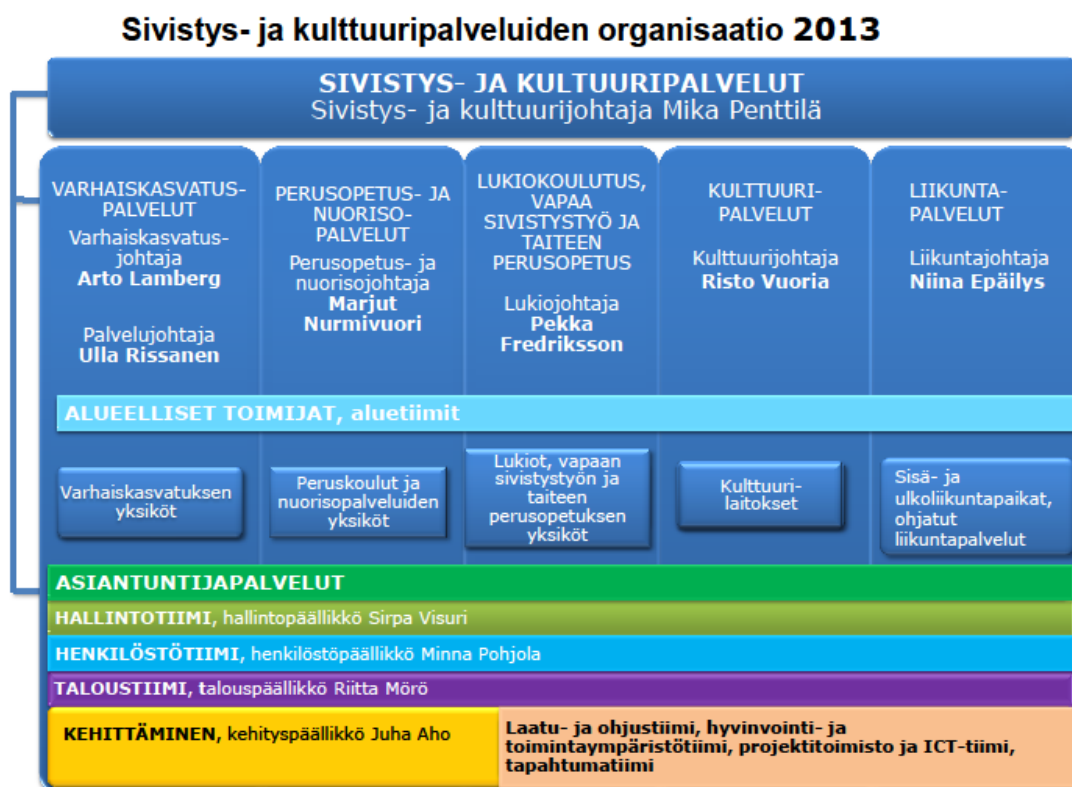 Sivistys- ja kulttuuripalveluiden organisaatio 2013
SIVISTYS- JA KULTTUURIPALVELUT
Sivistys- ja kulttuurijohtaja Mika Penttilä
VARHAISKASVATUS-
PALVELUT
Varhaiskasvatus-
johtaja
Arto Lamberg
Palvelujohtaja
Ulla Rissanen
PERUSOPETUS- JA
NUORISO-
PALVELUT
Perusopetus- ja
nuorisojohtaja
Marjut
Nurmivuori
LUKIOKOULUTUS,
VAPAA
SIVISTYSTYÖ JA
TAITEEN
PERUSOPETUS
Lukiojohtaja
Pekka
Fredriksson
KULTTUURI-
PALVELUT
Kulttuurijohtaja
Risto Vuoria
LIIKUNTA-
PALVELUT
Liikuntajohtaja
Niina Epäilys
ALUEELLISET TOIMIJAT, aluetiimit
Varhaiskasvatuksen
yksiköt
Peruskoulut ja
nuorisopalveluiden
yksiköt
Lukiot, vapaan
sivistystyön ja
taiteen
perusopetuksen
yksiköt
Kulttuuri-
laitokset
Sisä- ja
ulkoliikuntapaikat,
ohjatut
liikuntapalvelut
ASIANTUNTIJAPALVELUT
HALLINTOTIIMI, hallintopäällikkö Sirpa Visuri
HENKILÖSTÖTIIMI, henkilöstöpäällikkö Minna Pohjola
TALOUSTIIMI, talouspäällikkö Riitta Mörö
KEHITTÄMINEN, kehityspäällikkö Juha Aho
Laatu- ja ohjustiimi, hyvinvointi- ja
toimintaympäristötiimi, projektitoimisto ja ICT-tiimi,
tapahtumatiimi